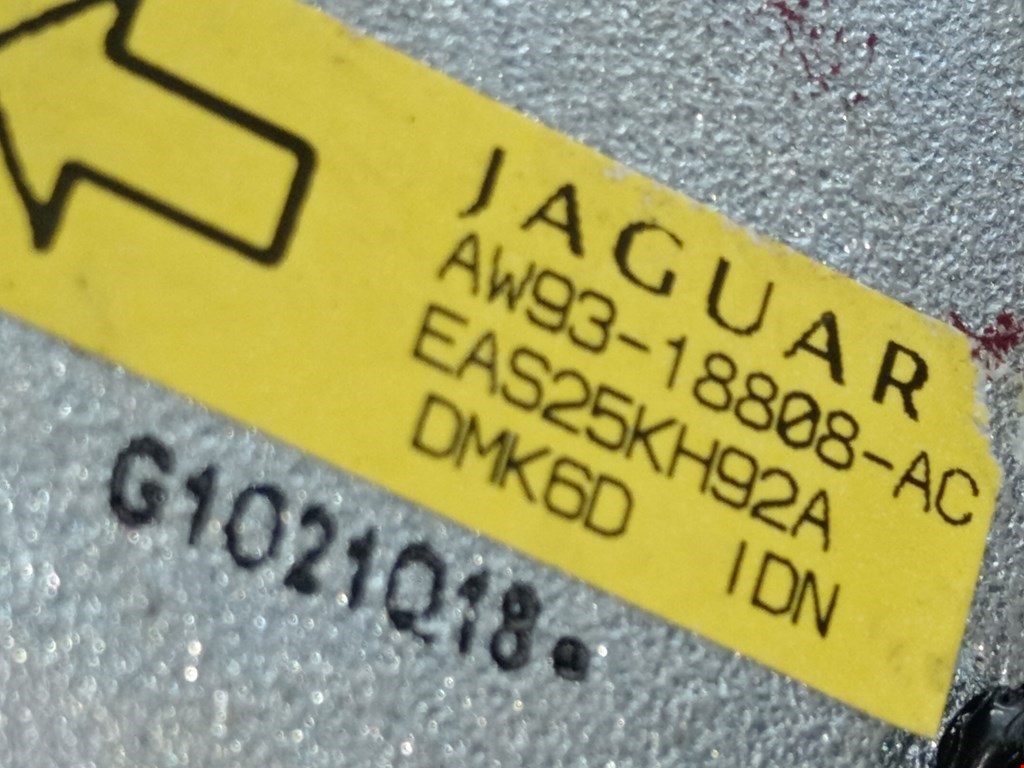 JAGUAR
AW93-18808-AC
EAS25KH92A
DMK6D IDN
G1021Q18